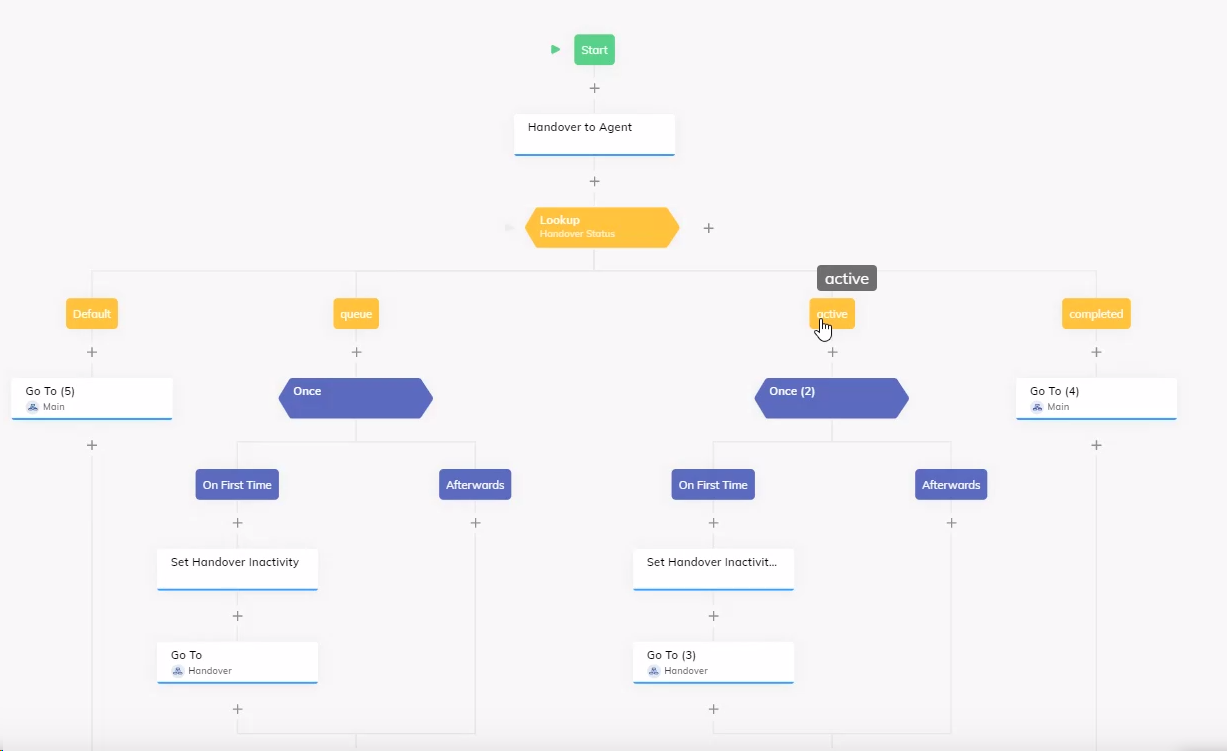 Start
Handover to Agent
Lookup
Handover Status
active
Default
queue
active
completed
Go To (5)
Main
Once
Once (2)
Go To (4)
Main
On First Time
Afterwards
On First Time
Afterwards
Set Handover Inactivity
Set Handover Inactivit...
Go To
Handover
Go To (3)
Handover